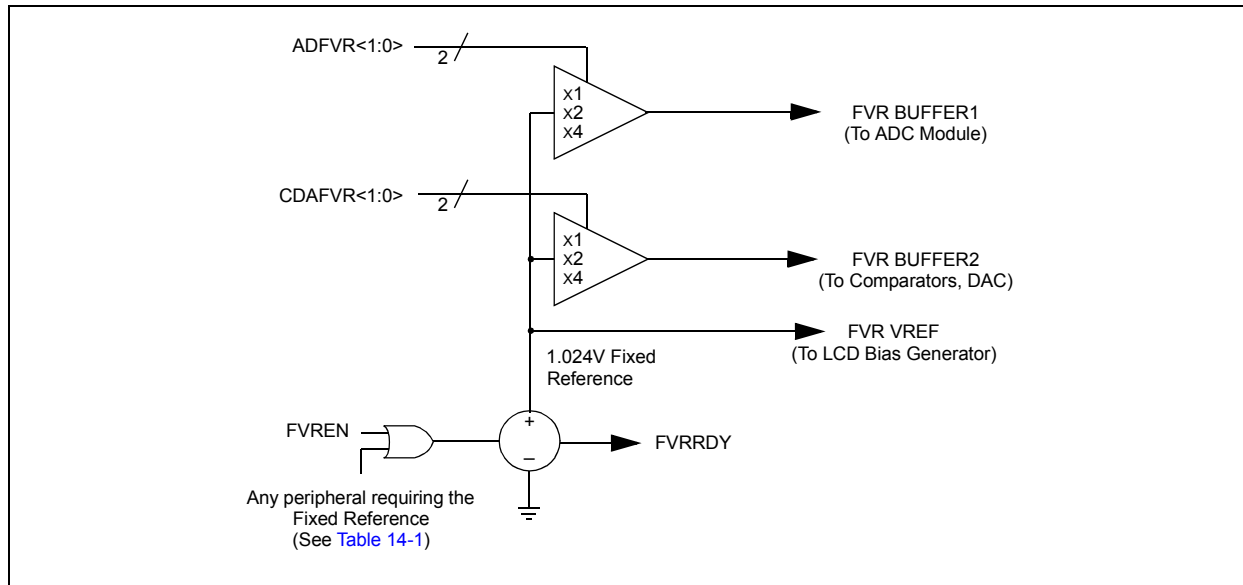 ADFVR<1:0>
2
X1
X2
X4
FVR BUFFER1
(To ADC Module)
CDAFVR<1:0>
2
X1
X2
X4
FVR BUFFER2
(To Comparators, DAC)
FVR VREF
(To LCD Bias Generator)
1.024V Fixed
Reference
+
FVREN
FVRRDY
–
Any peripheral requiring the
Fixed Reference
(See Table 14-1)